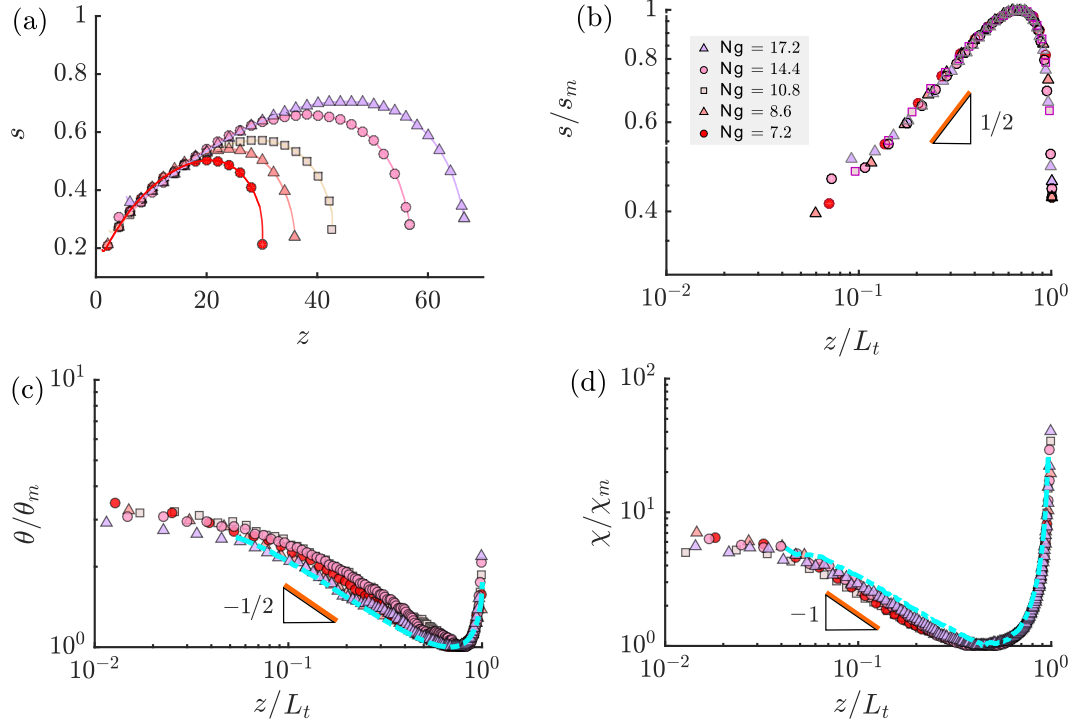 (a)
1
0.8
0.6
0.4
0.2
s
0
20
40
60
z
(b)
1
0.6
0.4
s/s_m
Ng = 17.2
Ng = 14.4
Ng = 10.8
Ng = 8.6
Ng = 7.2
1/2
10^-2
10^-1
10^0
z/L_t
(c)
10^1
10^0
θ/θ_m
−1/2
10^-2
10^-1
10^0
z/L_t
(d)
10^2
10^1
10^0
χ/χ_m
−1
10^-2
10^-1
10^0
z/L_t